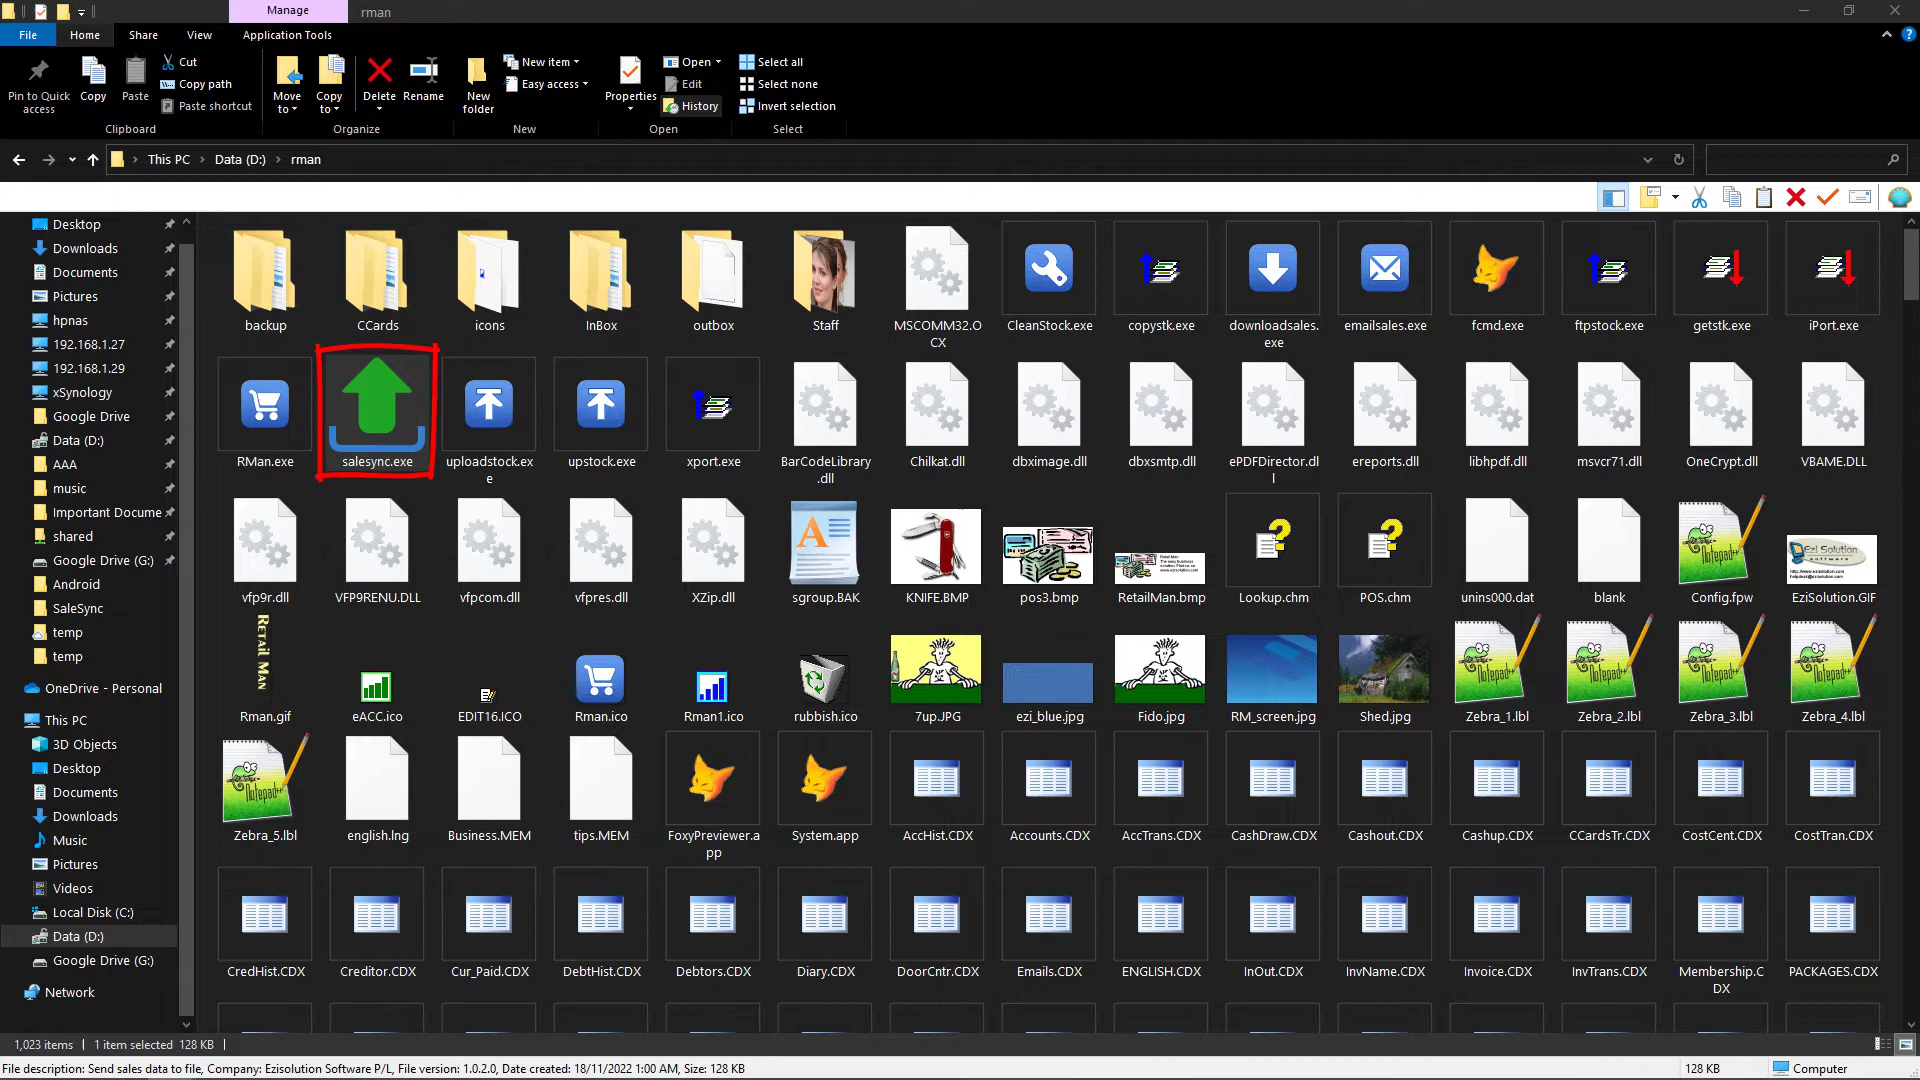 Manage
rman
File
Home
Share
View
Application Tools
Pin to Quick
access
Copy
Paste
Cut
Copy path
Paste shortcut
Clipboard
Move
to
Copy
to
Delete
Rename
Organize
New
folder
New item
Easy access
New
Properties
Open
Edit
History
Open
Select all
Select none
Invert selection
Select
This PC
Data (D:)
rman
Desktop
Downloads
Documents
Pictures
hpnas
192.168.1.27
192.168.1.29
xSynology
Google Drive
Data (D:)
AAA
music
Important Docume
shared
Google Drive (G:)
Android
SaleSync
temp
temp
OneDrive - Personal
This PC
3D Objects
Desktop
Documents
Downloads
Music
Pictures
Videos
Local Disk (C:)
Data (D:)
Google Drive (G:)
Network
backup
CCards
icons
InBox
outbox
Staff
MSCOMM32.O
CX
CleanStock.exe
copystk.exe
downloadsales.
exe
emailsales.exe
fcmd.exe
ftpstock.exe
getstk.exe
iPort.exe
RMan.exe
salesync.exe
uploadstock.ex
e
upstock.exe
xport.exe
BarCodeLibrary
.dll
Chilkat.dll
dbximage.dll
dbxsmtp.dll
ePDFDirector.dl
l
ereports.dll
libhpdf.dll
msvcr71.dll
OneCrypt.dll
VBAME.DLL
vfp9r.dll
VFP9RENU.DLL
vfpcom.dll
vfpres.dll
XZip.dll
sgroup.BAK
KNIFE.BMP
pos3.bmp
RetailMan.bmp
Lookup.chm
POS.chm
unins000.dat
blank
Notepad++
Config.fpw
Ezi Solution
EziSolution.GIF
RETAIL MAN
Rman.gif
eACC.ico
EDIT16.ICO
Rman.ico
Rman1.ico
rubbish.ico
7up.JPG
ezi_blue.jpg
Fido.jpg
RM_screen.jpg
Shed.jpg
Notepad++
Zebra_1.lbl
Notepad++
Zebra_2.lbl
Notepad++
Zebra_3.lbl
Notepad++
Zebra_4.lbl
Notepad++
Zebra_5.lbl
english.lng
Business.MEM
tips.MEM
FoxyPreviewer.a
pp
System.app
AccHist.CDX
Accounts.CDX
AccTrans.CDX
CashDraw.CDX
Cashout.CDX
Cashup.CDX
CCardsTr.CDX
CostCent.CDX
CostTran.CDX
CredHist.CDX
Creditor.CDX
Cur_Paid.CDX
DebtHist.CDX
Debtors.CDX
Diary.CDX
DoorCntr.CDX
Emails.CDX
ENGLISH.CDX
InOut.CDX
InvName.CDX
Invoice.CDX
InvTrans.CDX
Membership.C
DX
PACKAGES.CDX
1,023 items
1 item selected 128 KB
File description: Send sales data to file, Company: Ezisolution Software P/L, File version: 1.0.2.0, Date created: 18/11/2022 1:00 AM, Size: 128 KB
128 KB
Computer